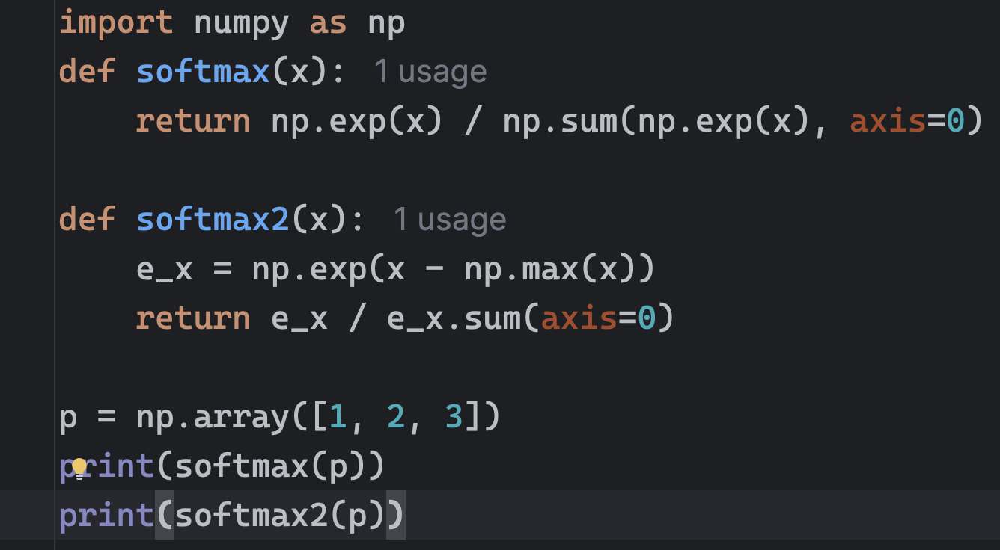 import numpy as np
def softmax(x): 1 usage
    return np.exp(x) / np.sum(np.exp(x), axis=0)

def softmax2(x): 1 usage
    e_x = np.exp(x - np.max(x))
    return e_x / e_x.sum(axis=0)

p = np.array([1, 2, 3])
print(softmax(p))
print(softmax2(p))